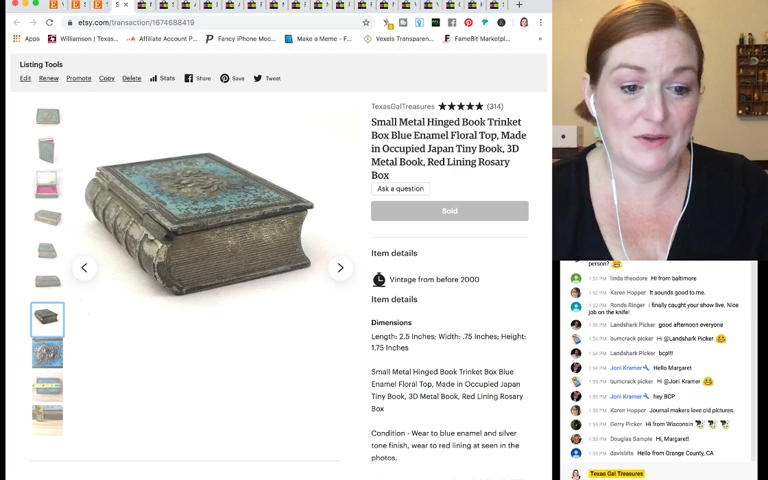 etsy.com/transaction/1674688419
Apps
Williamson | Texas...
Affiliate Account P...
Fancy iPhone Moc...
Make a Meme - F...
Vexels Transparen...
FameBit Marketpl...
Listing Tools
Edit Renew Promote Copy Delete Stats Share Save Tweet
TexasGalTreasures ★★★★★ (314)
Small Metal Hinged Book Trinket
Box Blue Enamel Floral Top, Made
in Occupied Japan Tiny Book, 3D
Metal Book, Red Lining Rosary
Box
Ask a question
Sold
Item details
Vintage from before 2000
Item details
Dimensions
Length: 2.5 Inches; Width: .75 Inches; Height:
1.75 Inches
Small Metal Hinged Book Trinket Box Blue
Enamel Floral Top, Made in Occupied Japan
Tiny Book, 3D Metal Book, Red Lining Rosary
Box
Condition - Wear to blue enamel and silver
tone finish, wear to red lining at seen in the
photos.
person?
linda theodore Hi from baltimore
Karen Hopper It sounds good to me.
Ronda Ringer I finally caught your show live. Nice
job on the knife!
Landshark Picker good afternoon everyone
bumcrack picker Hi @Landshark Picker
Landshark Picker bcp!!!
Joni Kramer Hello Margaret
bumcrack picker Hi @Joni Kramer
Joni Kramer hey BCP
Karen Hopper Journal makers love old pictures.
Gerry Picker Hi from Wisconsin
Douglas Sample Hi, Margaret!
davisbits Hello from Orange County, CA
Texas Gal Treasures